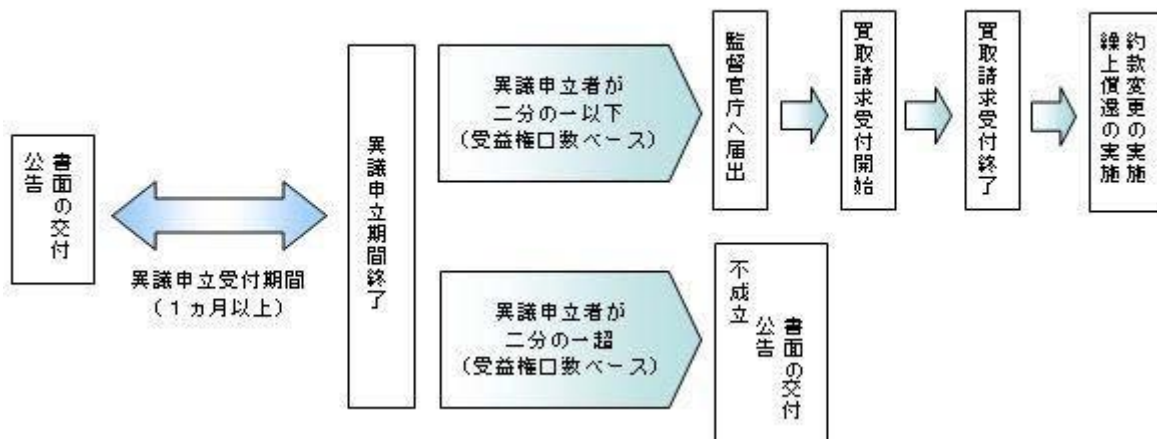 書面の交付
公告
異議申立受付期間
（１ヵ月以上）
異議申立期間終了
異議申立者が
二分の一以下
（受益権口数ベース）
監督官庁へ届出
買取請求受付開始
買取請求受付終了
約款変更の実施
繰上償還の実施
異議申立者が
二分の一超
（受益権口数ベース）
不成立
書面の交付
公告